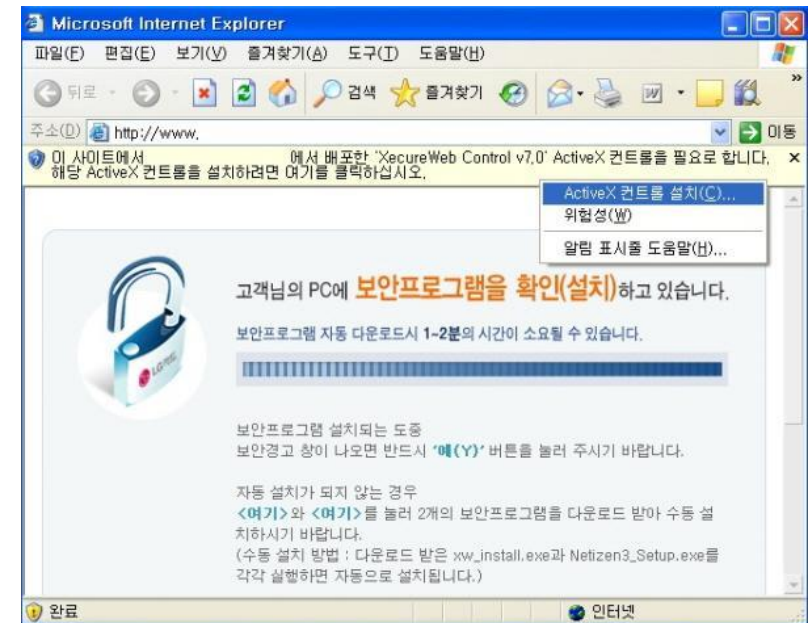 Microsoft Internet Explorer
파일(F) 편집(E) 보기(V) 즐겨찾기(A) 도구(T) 도움말(H)
뒤로 검색 즐겨찾기 »
주소(D) http://www, 이동
이 사이트에서 에서 배포한 'XecureWeb Control v7,0' ActiveX 컨트롤을 필요로 합니다,
해당 ActiveX 컨트롤을 설치하려면 여기를 클릭하십시오,
ActiveX 컨트롤 설치(C)...
위험성(W)
알림 표시줄 도움말(H)...
고객님의 PC에 보안프로그램을 확인(설치)하고 있습니다.
보안프로그램 자동 다운로드시 1~2분의 시간이 소요될 수 있습니다.
보안프로그램 설치되는 도중
보안경고 창이 나오면 반드시 '예(Y)' 버튼을 눌러 주시기 바랍니다.
자동 설치가 되지 않는 경우
<여기>와 <여기>를 눌러 2개의 보안프로그램을 다운로드 받아 수동 설
치하시기 바랍니다.
(수동 설치 방법 : 다운로드 받은 xw_install.exe과 Netizen3_Setup.exe를
각각 실행하면 자동으로 설치됩니다.)
완료 인터넷